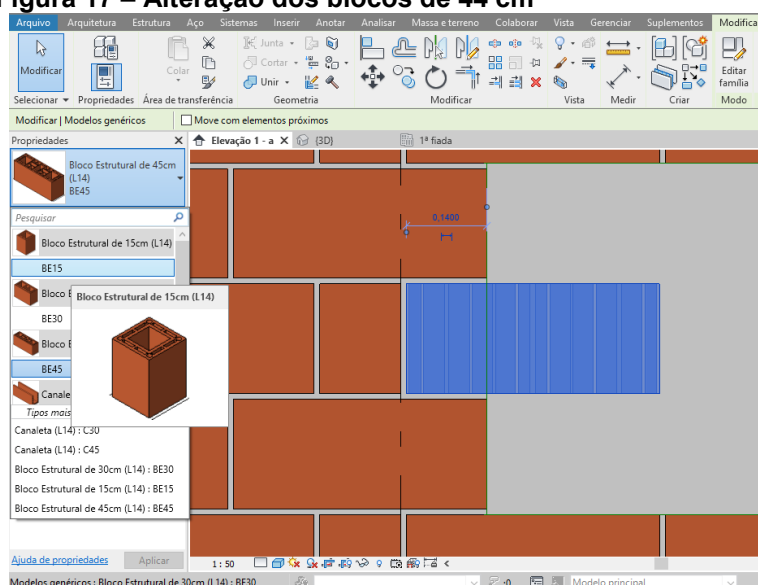 Figura 17 – Alteração dos blocos de 44 cm
Arquivo Arquitetura Estrutura Aço Sistemas Inserir Anotar Analisar Massa e terreno Colaborar Vista Gerenciar Suplementos Modifica
Modificar
Colar
Junta
Cortar
Unir
Editar família
Selecionar Propriedades Área de transferência Geometria Modificar Vista Medir Criar Modo
Modificar | Modelos genéricos Move com elementos próximos
Propriedades X Elevação 1 - a X {3D} 1ª fiada
Bloco Estrutural de 45cm
(L14)
BE45
Pesquisar
Bloco Estrutural de 15cm (L14)
BE15
Bloco E
Bloco Estrutural de 15cm (L14)
BE30
Bloco E
BE45
Canale
Tipos mais
Canaleta (L14) : C30
Canaleta (L14) : C45
Bloco Estrutural de 30cm (L14) : BE30
Bloco Estrutural de 15cm (L14) : BE15
Bloco Estrutural de 45cm (L14) : BE45
0,1400
Ajuda de propriedades Aplicar
1 : 50
Modelos genéricos : Bloco Estrutural de 30cm (L14) : BE30
:0
Modelo principal